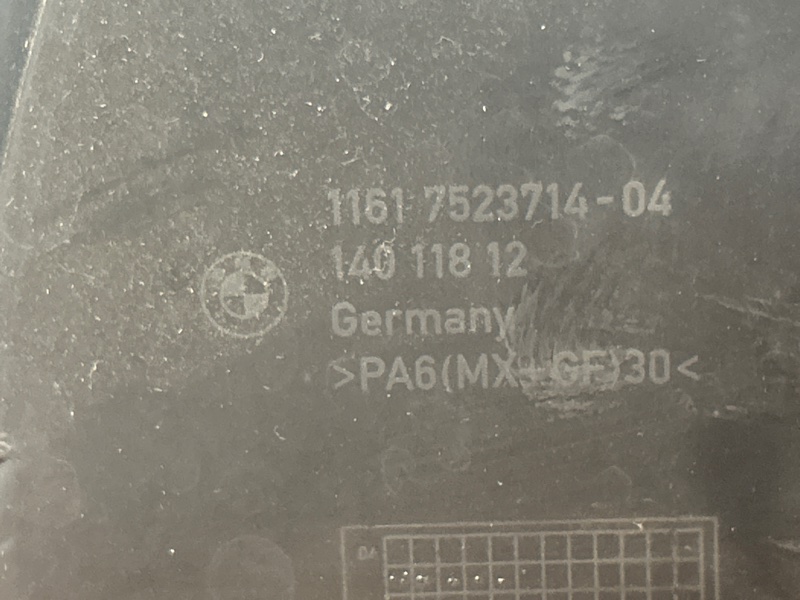 1161 7523714-04
140 118 12
Germany
>PA6(MX+GF)30<